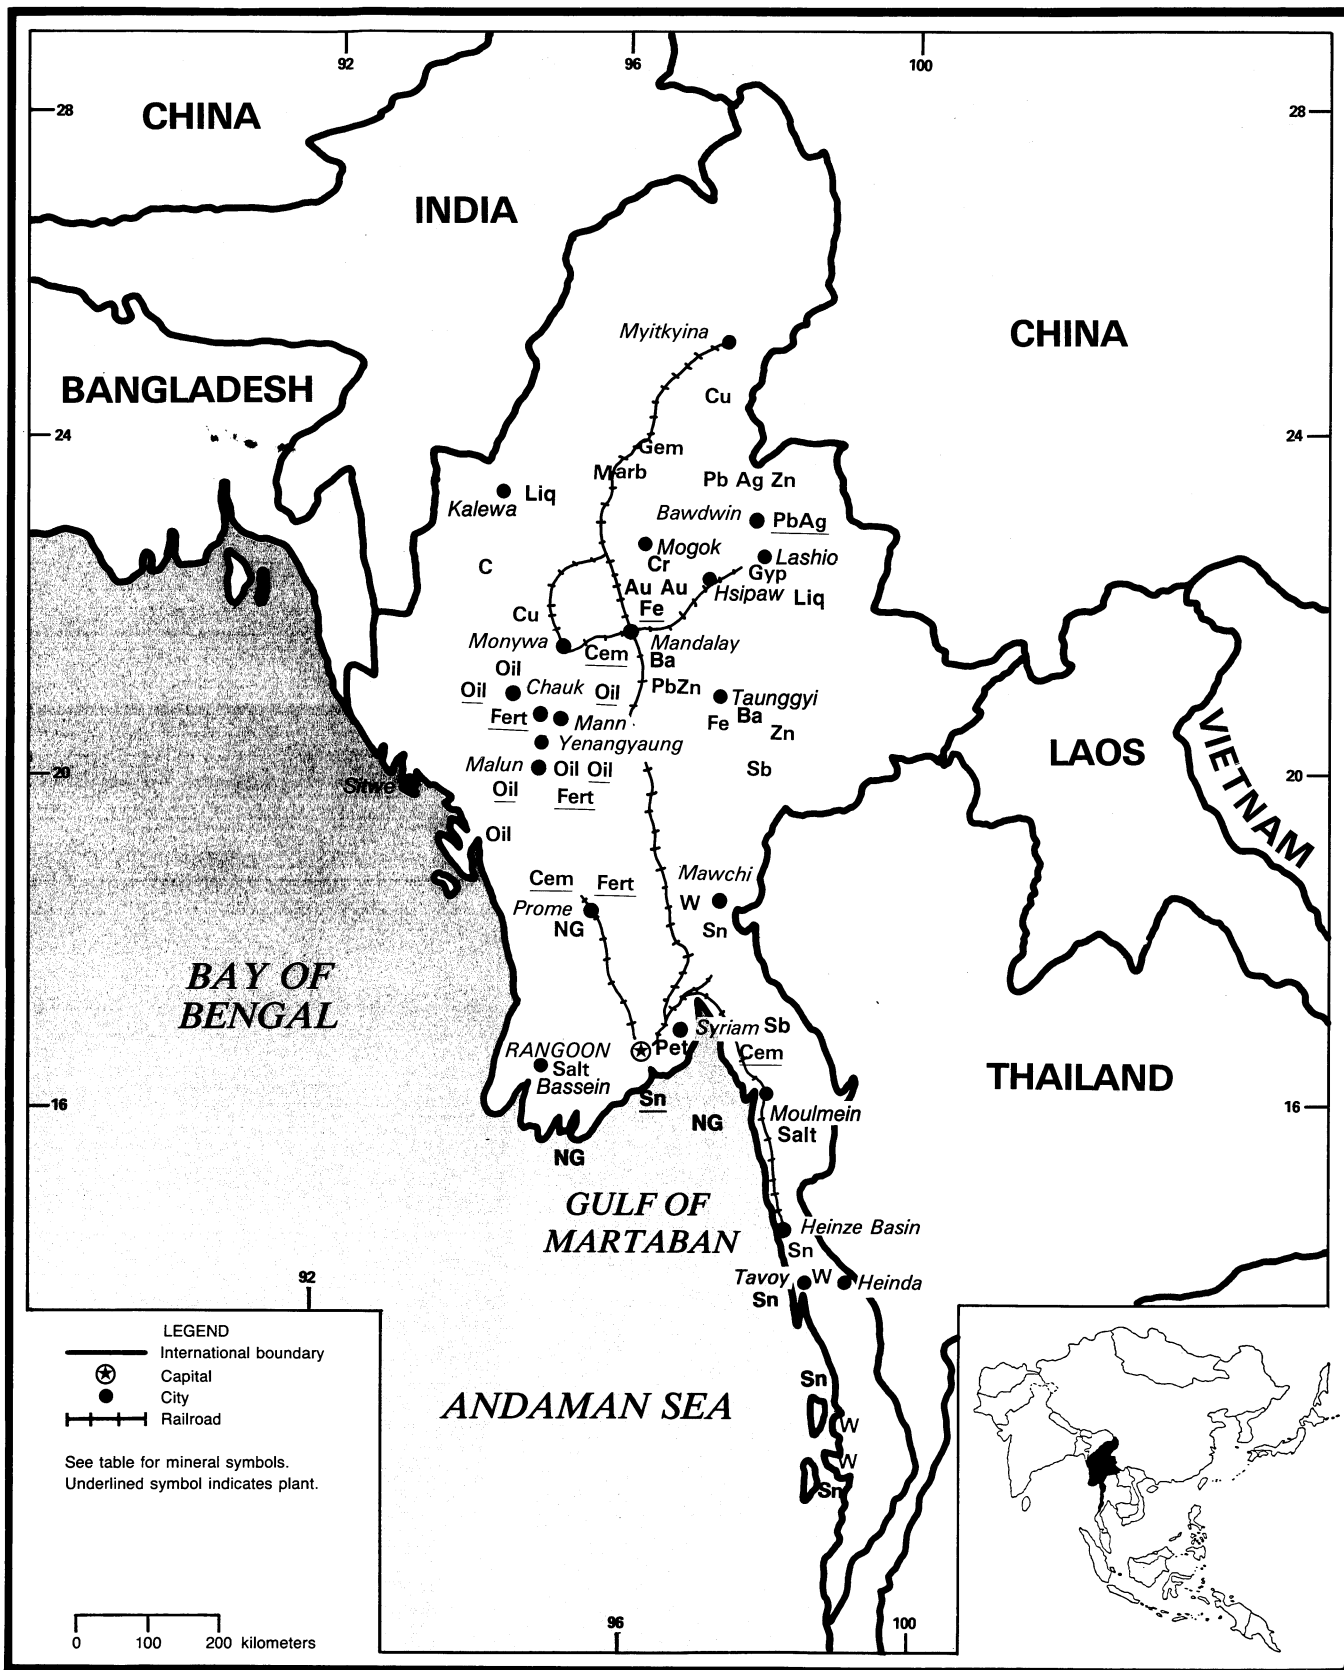 92
96
100
28
CHINA
28
INDIA
Myitkyina
CHINA
BANGLADESH
Cu
24
24
Gem
Marb
Pb Ag Zn
Liq
Kalewa
Bawdwin
PbAg
Mogok
Lashio
C
Cr
Gyp
Au Au
Hsipaw
Liq
Cu
Fe
Monywa
Mandalay
Cem
Ba
Oil
Oil
Chauk
Oil
PbZn
Taunggyi
Fert
Mann
Fe
Ba
Zn
VIETNAM
Yenangyaung
LAOS
Malun
Oil
Oil
Sb
20
20
Sitwe
Oil
Fert
Oil
Mawchi
Cem
Fert
W
Prome
NG
Sn
BAY OF
BENGAL
Syriam
Sb
RANGOON
Pet
Cem
Salt
Bassein
THAILAND
16
Sn
16
NG
Moulmein
Salt
NG
GULF OF
MARTABAN
Heinze Basin
Sn
92
Tavoy
W
Heinda
Sn
LEGEND
International boundary
Capital
City
Railroad
See table for mineral symbols.
Underlined symbol indicates plant.
Sn
ANDAMAN SEA
W
W
Sn
96
100
0 100 200 kilometers